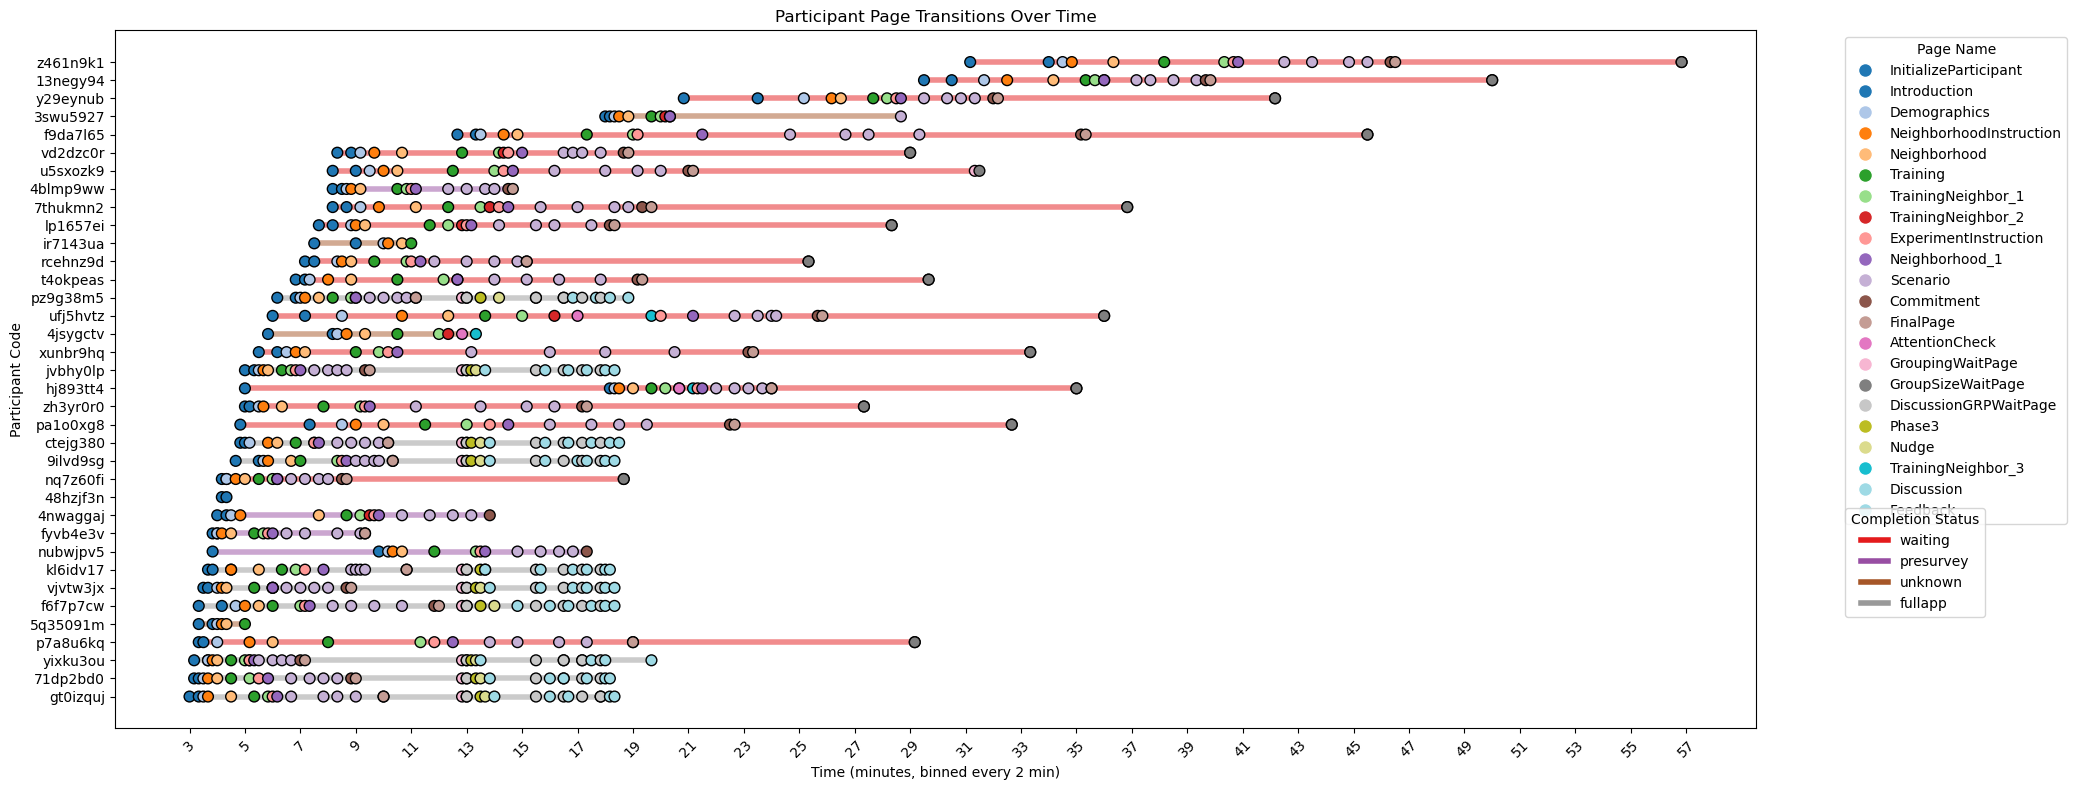 Participant Page Transitions Over Time
Participant Code
z461n9k1
13negy94
y29eynub
3swu5927
f9da7l65
vd2dzc0r
u5sxozk9
4blmp9ww
7thukmn2
lp1657ei
ir7143ua
rcehnz9d
t4okpeas
pz9g38m5
ufj5hvtz
4jsygctv
xunbr9hq
jvbhy0lp
hj893tt4
zh3yr0r0
pa1o0xg8
ctejg380
9ilvd9sg
nq7z60fi
48hzjf3n
4nwaggaj
fyvb4e3v
nubwjpv5
kl6idv17
vjvtw3jx
f6f7p7cw
5q35091m
p7a8u6kq
yixku3ou
71dp2bd0
gt0izquj
3 5 7 9 11 13 15 17 19 21 23 25 27 29 31 33 35 37 39 41 43 45 47 49 51 53 55 57
Time (minutes, binned every 2 min)
Page Name
InitializeParticipant
Introduction
Demographics
NeighborhoodInstruction
Neighborhood
Training
TrainingNeighbor_1
TrainingNeighbor_2
ExperimentInstruction
Neighborhood_1
Scenario
Commitment
FinalPage
AttentionCheck
GroupingWaitPage
GroupSizeWaitPage
DiscussionGRPWaitPage
Phase3
Nudge
TrainingNeighbor_3
Discussion
Feedback
Completion Status
waiting
presurvey
unknown
fullapp